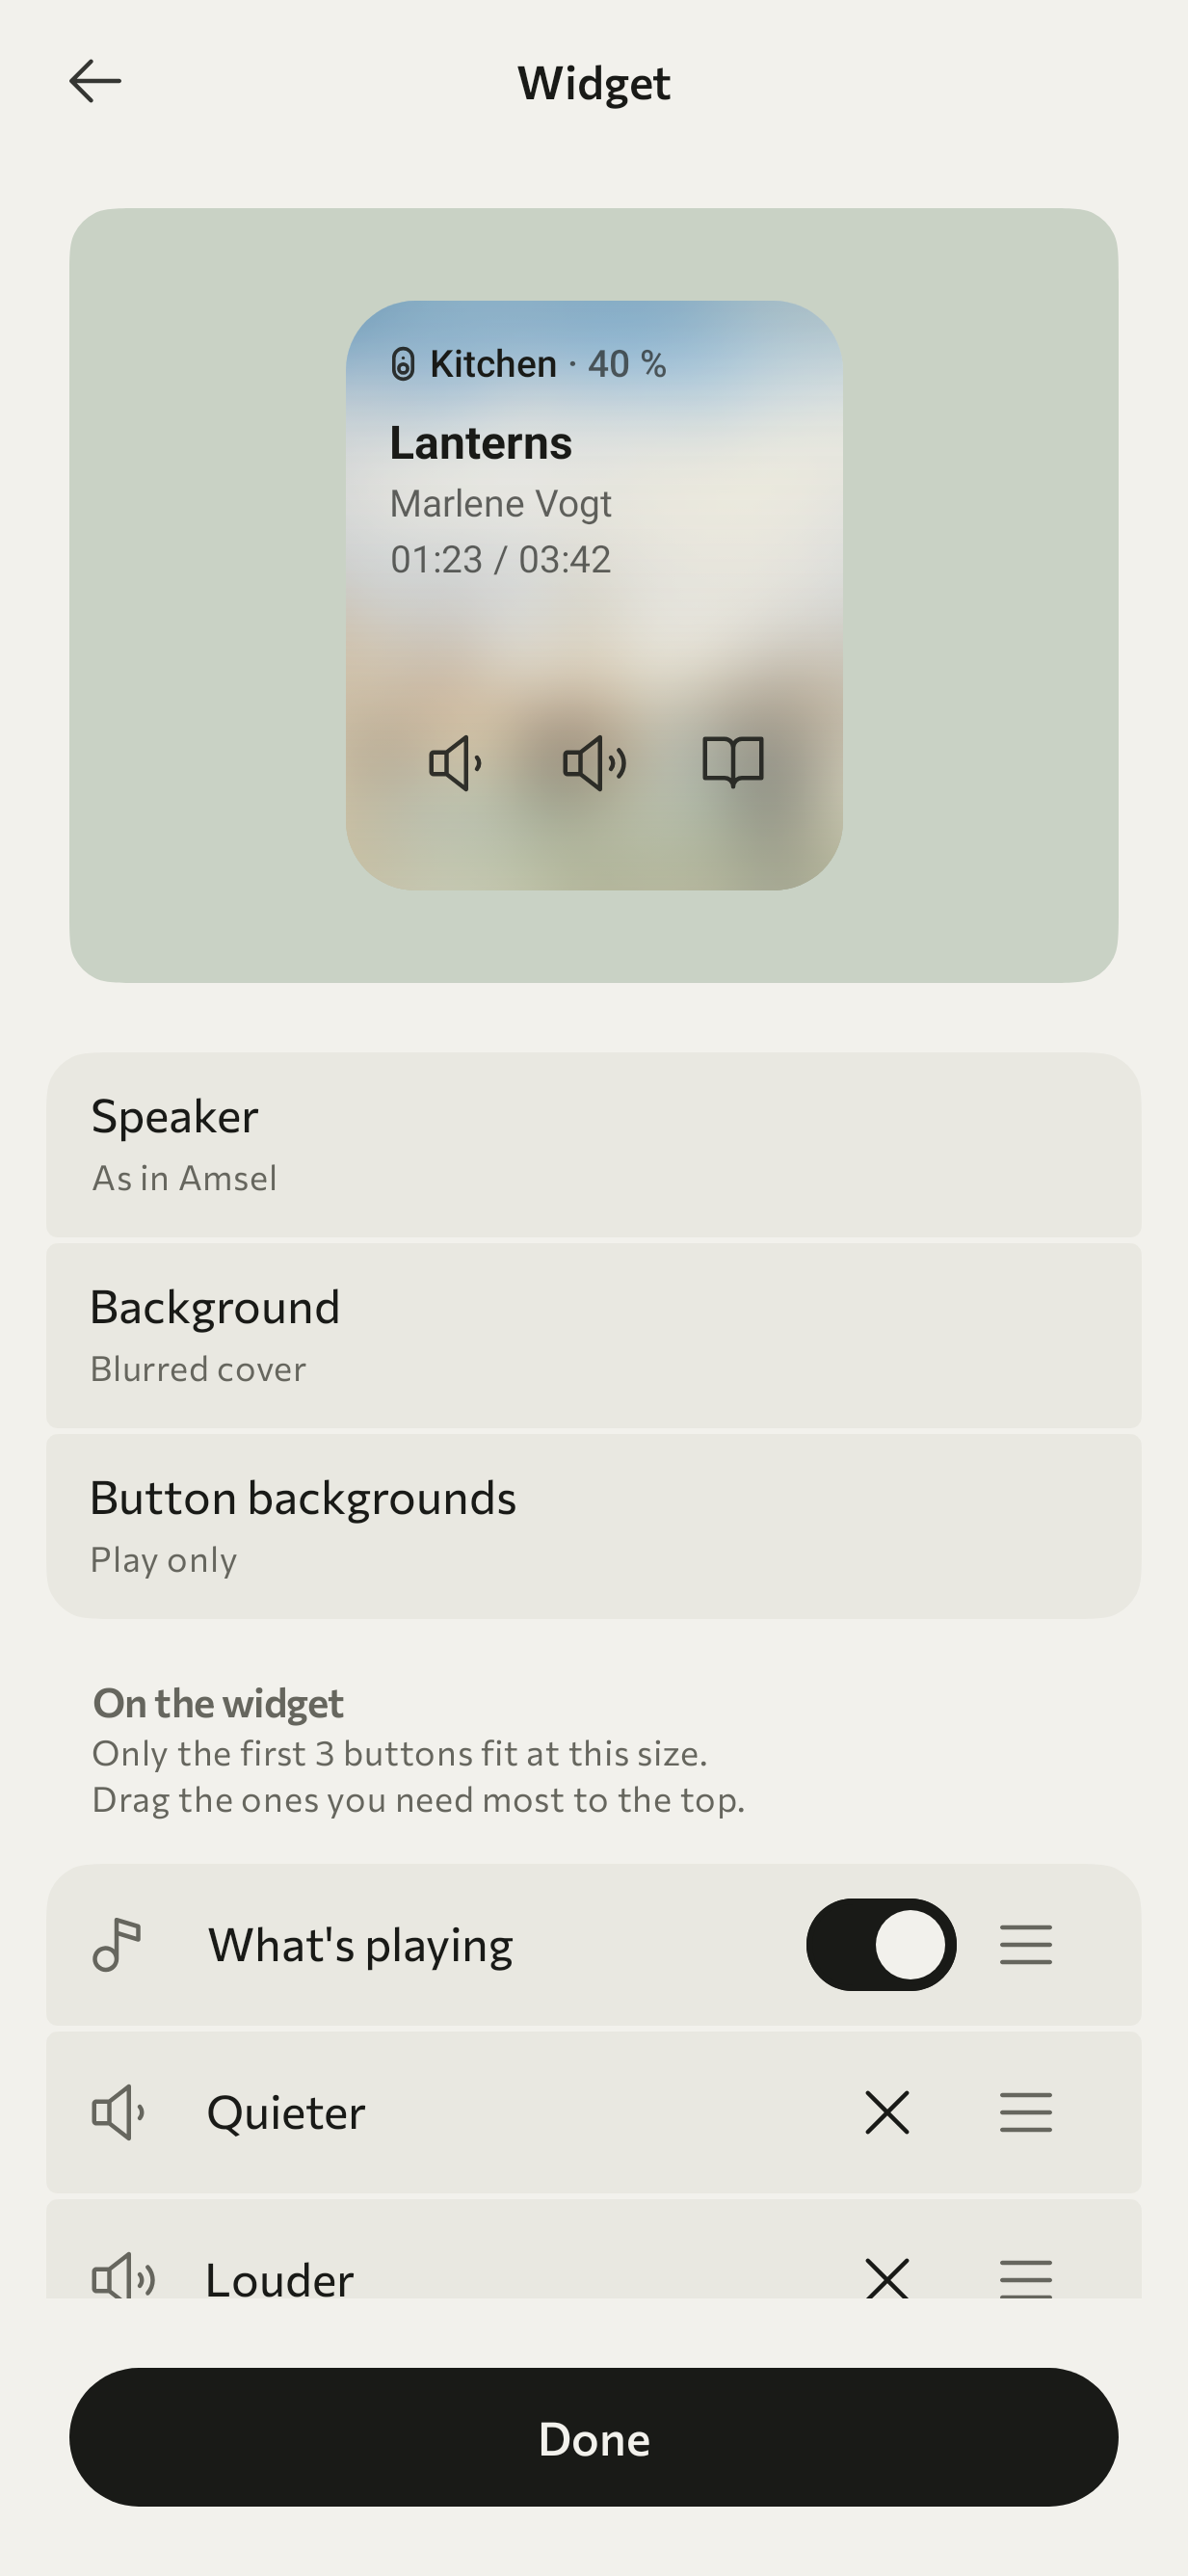 Widget
Kitchen · 40 %
Lanterns
Marlene Vogt
01:23 / 03:42
Speaker
As in Amsel
Background
Blurred cover
Button backgrounds
Play only
On the widget
Only the first 3 buttons fit at this size.
Drag the ones you need most to the top.
What's playing
Quieter
Louder
Done